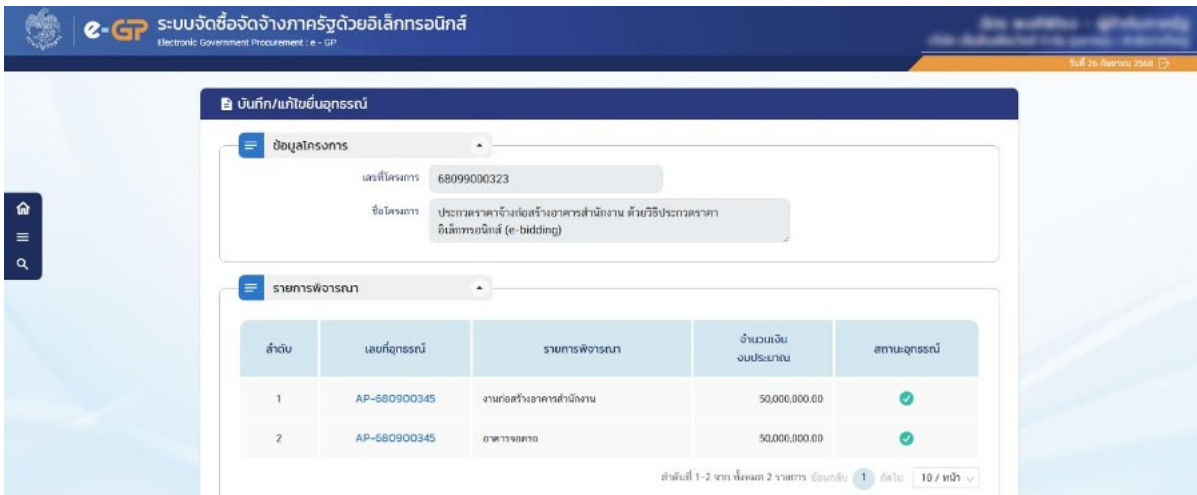 e-GP ระบบจัดซื้อจัดจ้างภาครัฐด้วยอิเล็กทรอนิกส์
Electronic Government Procurement : e - GP
วันที่ 26 กันยายน 2568
บันทึก/แก้ไขยื่นอุทธรณ์
ข้อมูลโครงการ
เลขที่โครงการ 68099000323
ชื่อโครงการ ประกวดราคาจ้างก่อสร้างอาคารสำนักงาน ด้วยวิธีประกวดราคา
อิเล็กทรอนิกส์ (e-bidding)
รายการพิจารณา
ลำดับ เลขที่อุทธรณ์ รายการพิจารณา จำนวนเงิน
งบประมาณ สถานะอุทธรณ์
1 AP-680900345 งานก่อสร้างอาคารสำนักงาน 50,000,000.00
2 AP-680900345 อาคารจอดรถ 50,000,000.00
ลำดับที่ 1-2 จาก ทั้งหมด 2 รายการ ย้อนกลับ 1 ถัดไป 10 / หน้า